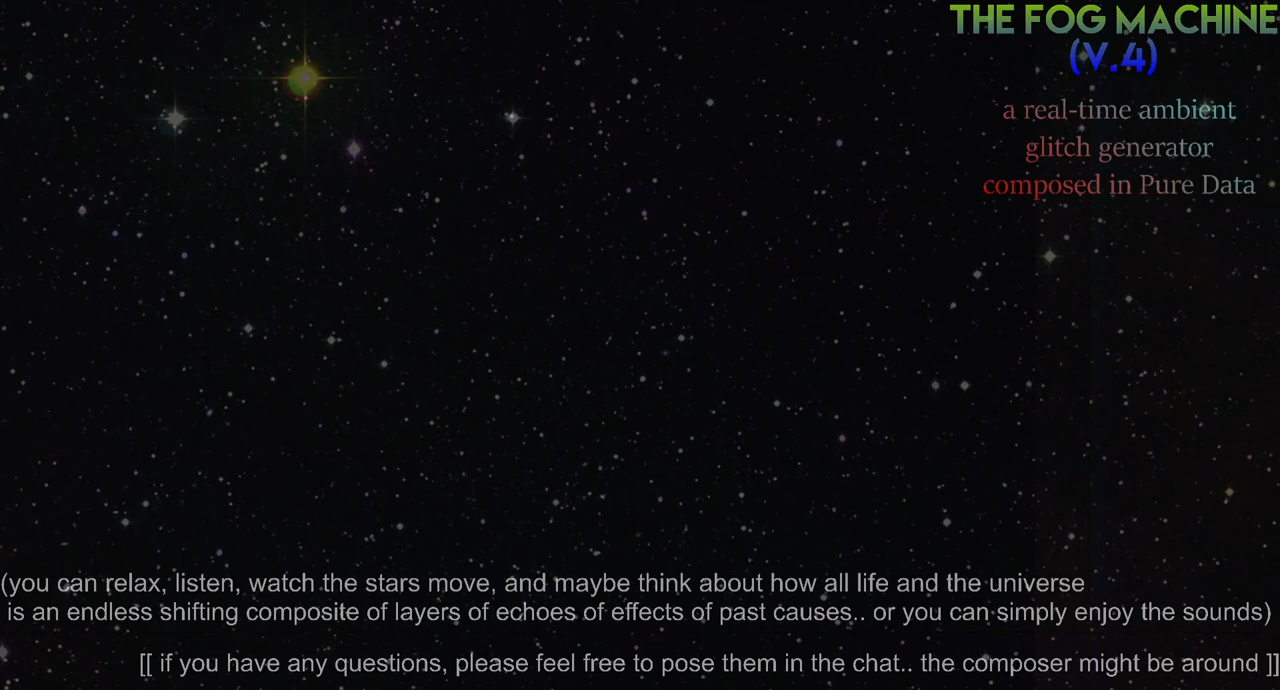 THE FOG MACHINE
(V.4)
a real-time ambient
glitch generator
composed in Pure Data
(you can relax, listen, watch the stars move, and maybe think about how all life and the universe
is an endless shifting composite of layers of echoes of effects of past causes.. or you can simply enjoy the sounds)
[[ if you have any questions, please feel free to pose them in the chat.. the composer might be around ]]